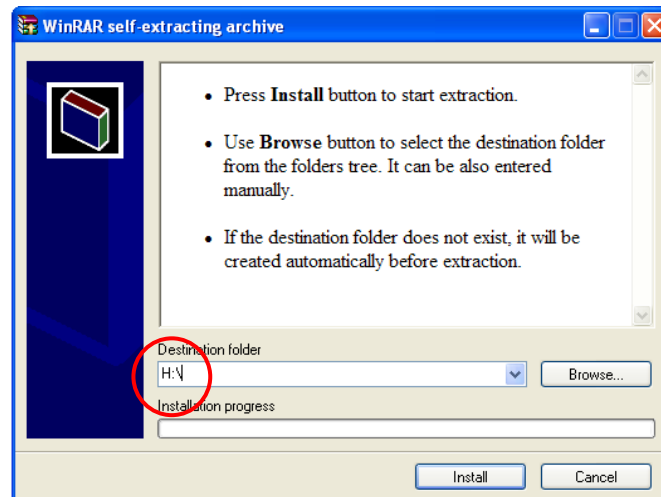 WinRAR self-extracting archive
• Press Install button to start extraction.
• Use Browse button to select the destination folder
from the folders tree. It can be also entered
manually.
• If the destination folder does not exist, it will be
created automatically before extraction.
Destination folder
H:\
Browse...
Installation progress
Install
Cancel